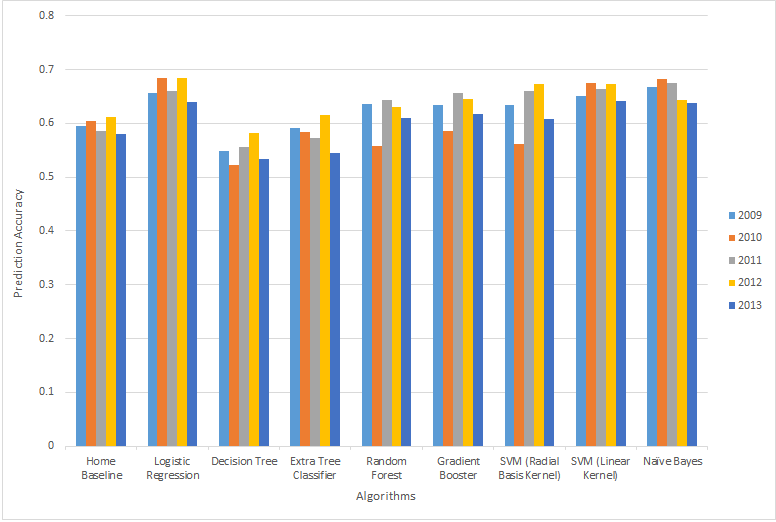 0.8
0.7
0.6
0.5
0.4
0.3
0.2
0.1
0
Prediction Accuracy
Home
Baseline
Logistic
Regression
Decision Tree
Extra Tree
Classifier
Random
Forest
Gradient
Booster
SVM (Radial
Basis Kernel)
SVM (Linear
Kernel)
Naïve Bayes
Algorithms
2009
2010
2011
2012
2013